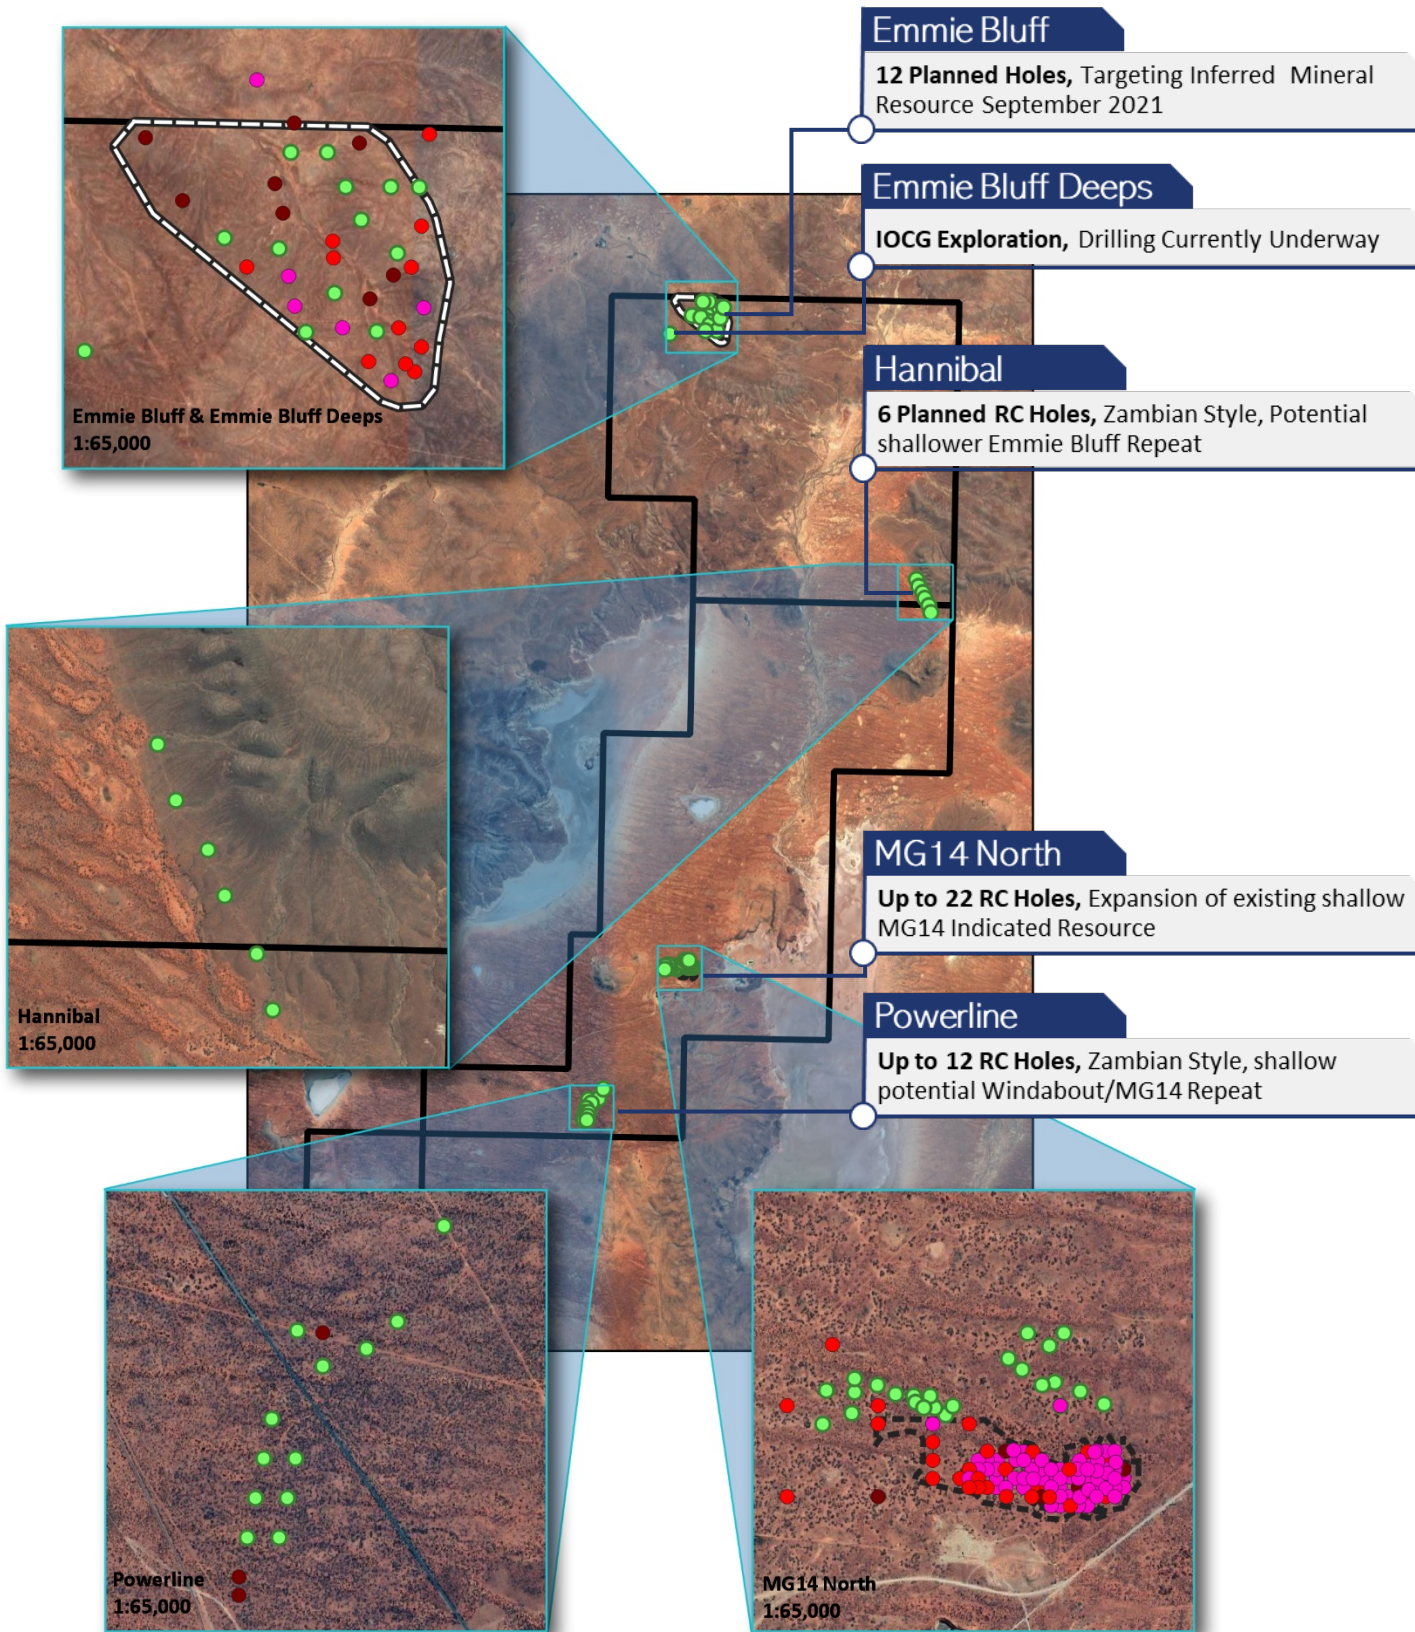 Emmie Bluff
12 Planned Holes, Targeting Inferred Mineral
Resource September 2021
Emmie Bluff Deeps
IOCG Exploration, Drilling Currently Underway
Hannibal
6 Planned RC Holes, Zambian Style, Potential
shallower Emmie Bluff Repeat
Emmie Bluff & Emmie Bluff Deeps
1:65,000
Hannibal
1:65,000
MG14 North
Up to 22 RC Holes, Expansion of existing shallow
MG14 Indicated Resource
Powerline
Up to 12 RC Holes, Zambian Style, shallow
potential Windabout/MG14 Repeat
Powerline
1:65,000
MG14 North
1:65,000